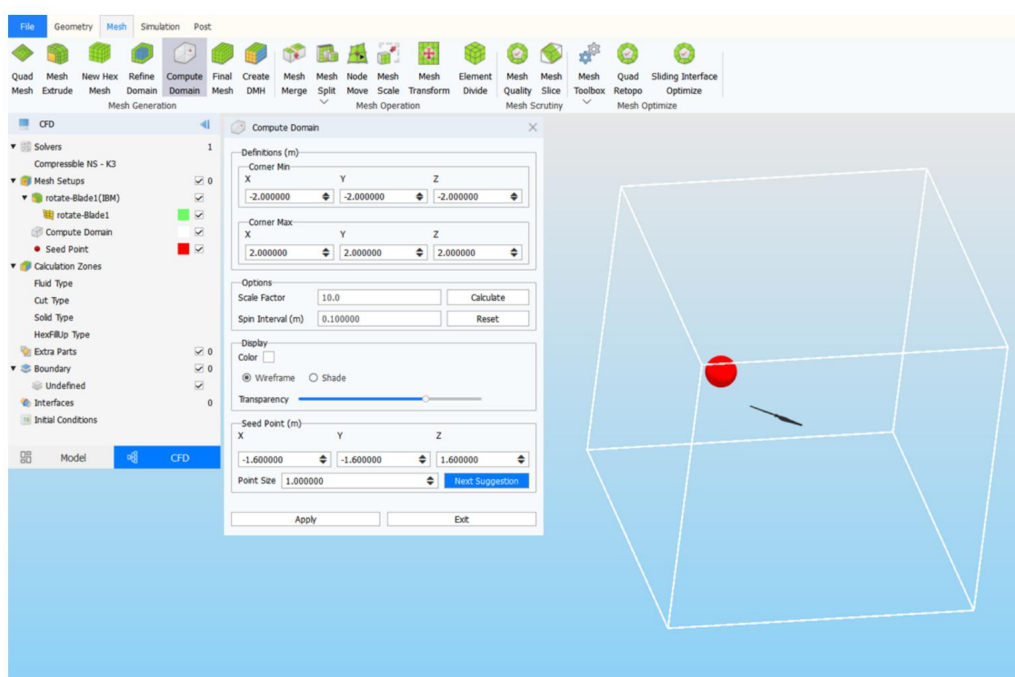 File Geometry Mesh Simulation Post
Quad Mesh New Hex Refine Compute Final Create Mesh Mesh Node Mesh Mesh Element Mesh Mesh Mesh Quad Sliding Interface
Mesh Extrude Mesh Domain Domain Mesh DMH Merge Split Move Scale Transform Divide Quality Slice Toolbox Retopo Optimize
Mesh Generation Mesh Operation Mesh Scrutiny Mesh Optimize
CFD
Solvers 1
Compressible NS - K3
Mesh Setups 0
rotate-Blade1(IBM)
rotate-Blade1
Compute Domain
Seed Point
Calculation Zones
Fluid Type
Cut Type
Solid Type
HexFillUp Type
Extra Parts 0
Boundary 0
Undefined
Interfaces 0
Initial Conditions
Model CFD
Compute Domain
Definitions (m)
Corner Min
X Y Z
-2.000000 -2.000000 -2.000000
Corner Max
X Y Z
2.000000 2.000000 2.000000
Options
Scale Factor 10.0 Calculate
Spin Interval (m) 0.100000 Reset
Display
Color
Wireframe Shade
Transparency
Seed Point (m)
X Y Z
-1.600000 -1.600000 1.600000
Point Size 1.000000 Next Suggestion
Apply Exit